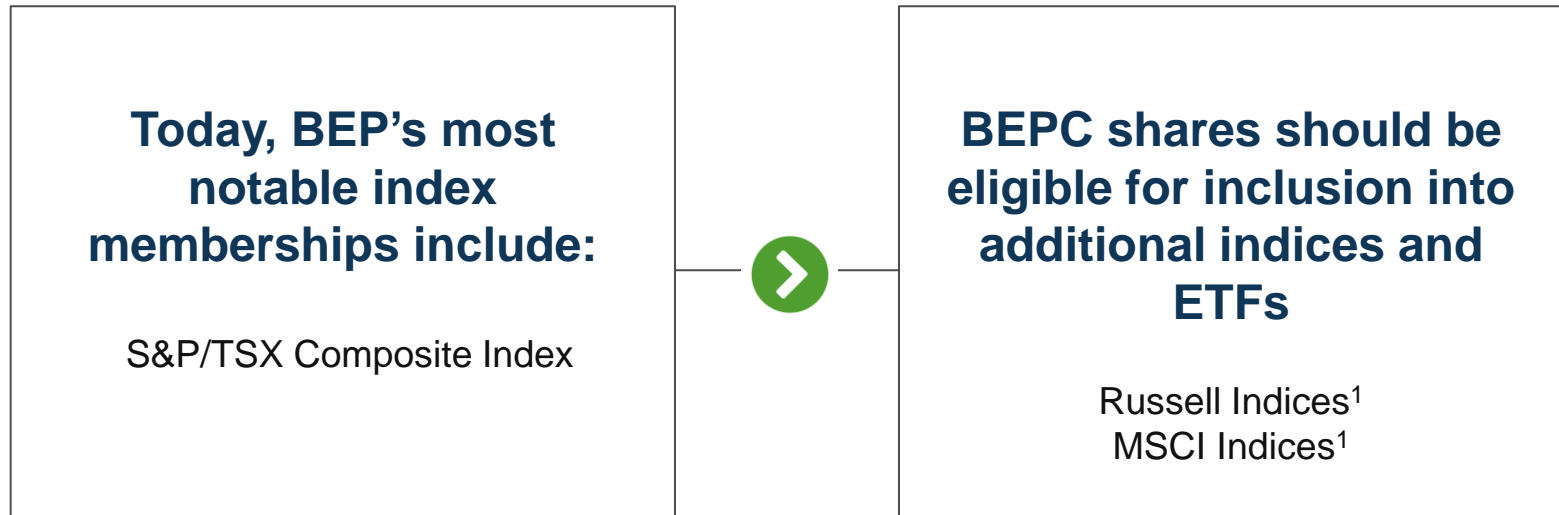 Today, BEP’s most
notable index
memberships include:
S&P/TSX Composite Index
BEPC shares should be
eligible for inclusion into
additional indices and
ETFs
Russell Indices¹
MSCI Indices¹